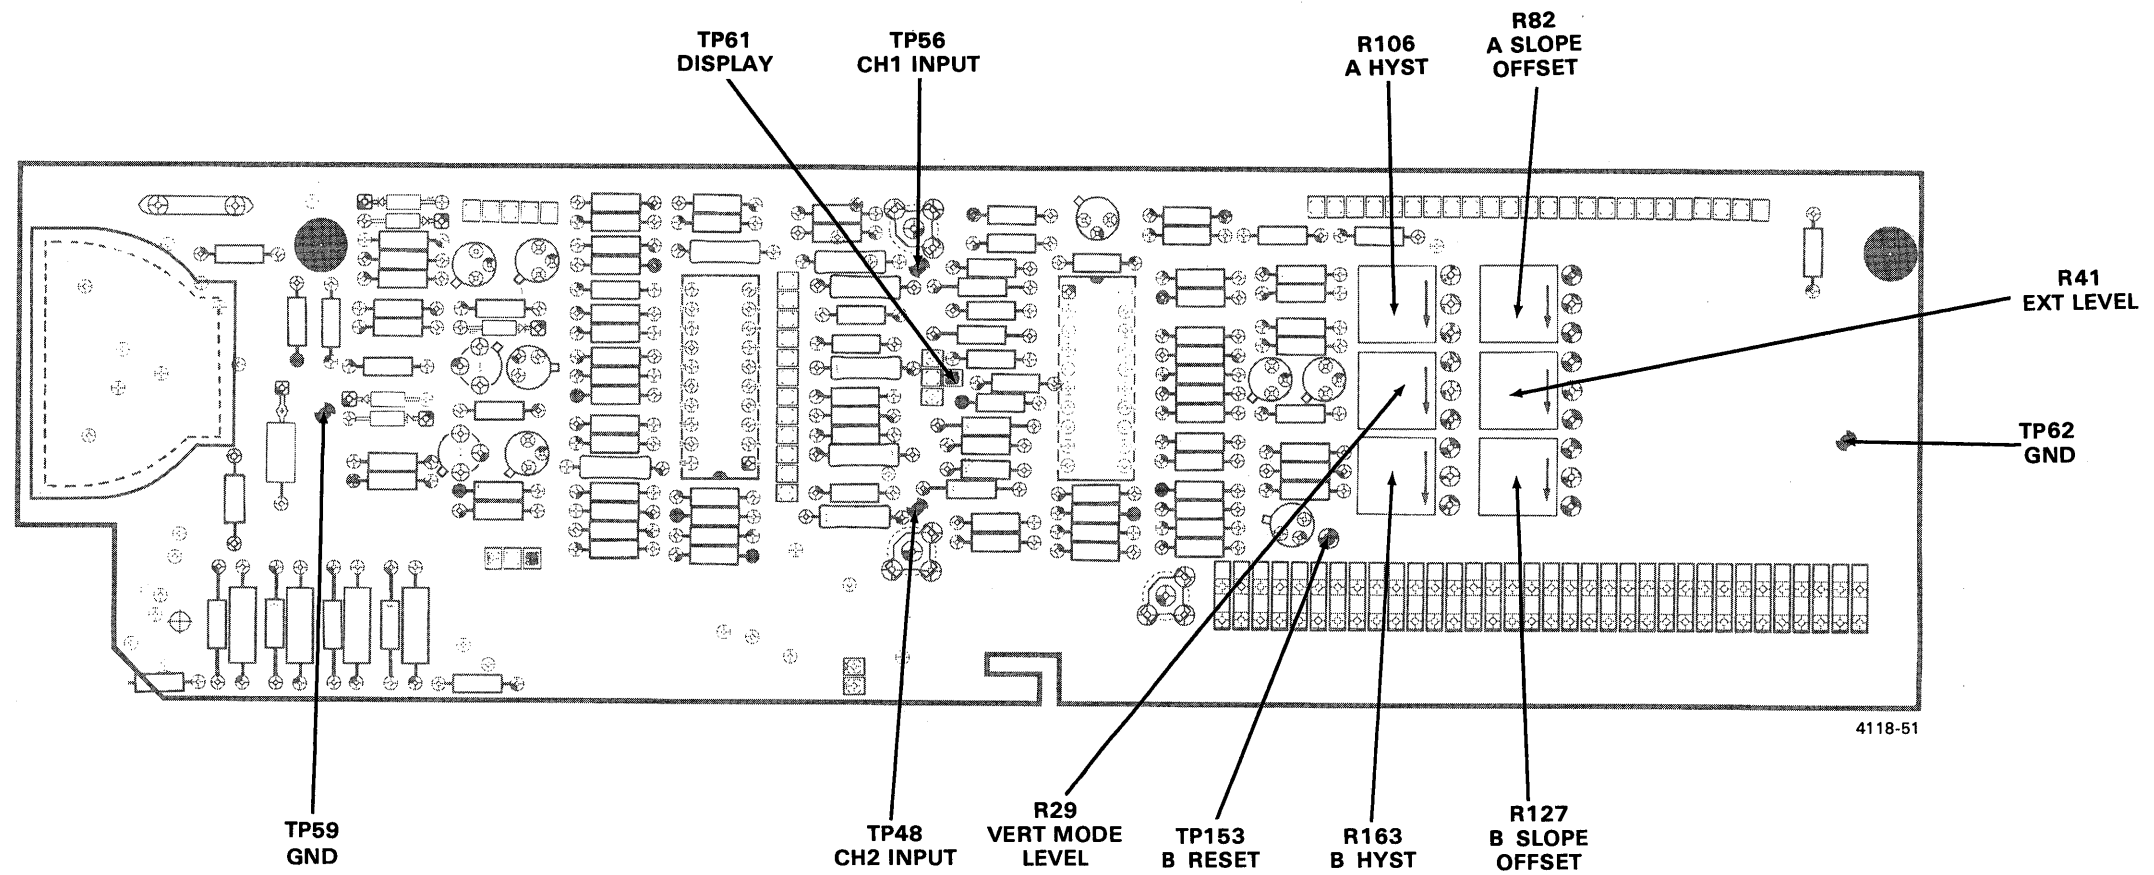 R82
A SLOPE
OFFSET
TP61
DISPLAY
TP56
CH1 INPUT
R106
A HYST
R41
EXT LEVEL
TP62
GND
4118-51
TP59
GND
TP48
CH2 INPUT
R29
VERT MODE
LEVEL
TP153
B RESET
R163
B HYST
R127
B SLOPE
OFFSET